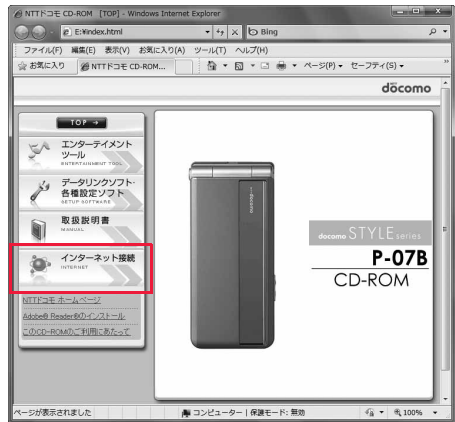 NTTドコモ CD-ROM [TOP] - Windows Internet Explorer
E:¥index.html
Bing
ファイル(F) 編集(E) 表示(V) お気に入り(A) ツール(T) ヘルプ(H)
お気に入り
NTTドコモ CD-ROM...
ページ(P)
セーフティ(S)
docomo
TOP
エンターテイメント
ツール
ENTERTAINMENT TOOL
データリンクソフト・
各種設定ソフト
SETUP SOFTWARE
取扱説明書
MANUAL
インターネット接続
INTERNET
NTTドコモ ホームページ
Adobe® Reader®のインストール
このCD-ROMのご利用にあたって
docomo
docomo STYLE series
P-07B
CD-ROM
ページが表示されました
コンピューター | 保護モード: 無効
100%